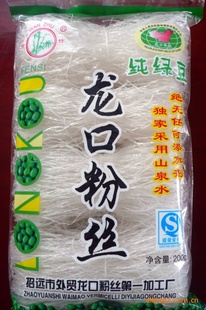 纯绿豆
LONGKOU
FENSI
龙口粉丝
绝无任何添加剂
独家采用山泉水
净含量:200g
招远市外贸龙口粉丝第一加工厂
ZHAOYUANSHI WAIMAO VERMICELLI DIYIJIAGONGCHANG